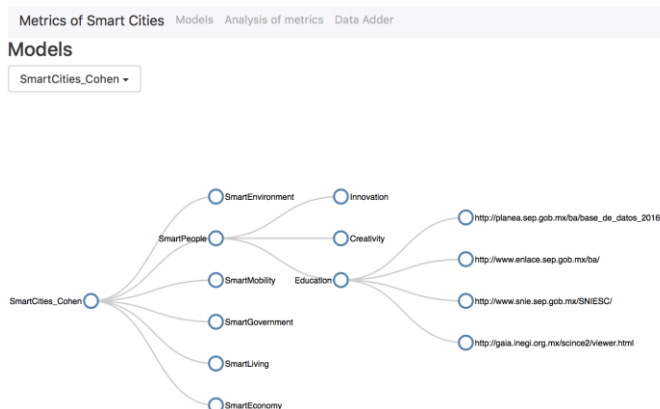 Metrics of Smart Cities Models Analysis of metrics Data Adder
Models
SmartCities_Cohen
SmartEnvironment
Innovation
http://planea.sep.gob.mx/ba/base_de_datos_2016
SmartPeople
Creativity
http://www.enlace.sep.gob.mx/ba/
SmartMobility
Education
SmartCities_Cohen
http://www.snie.sep.gob.mx/SNIESC/
SmartGovernment
http://gaia.inegi.org.mx/scince2/viewer.html
SmartLiving
SmartEconomy